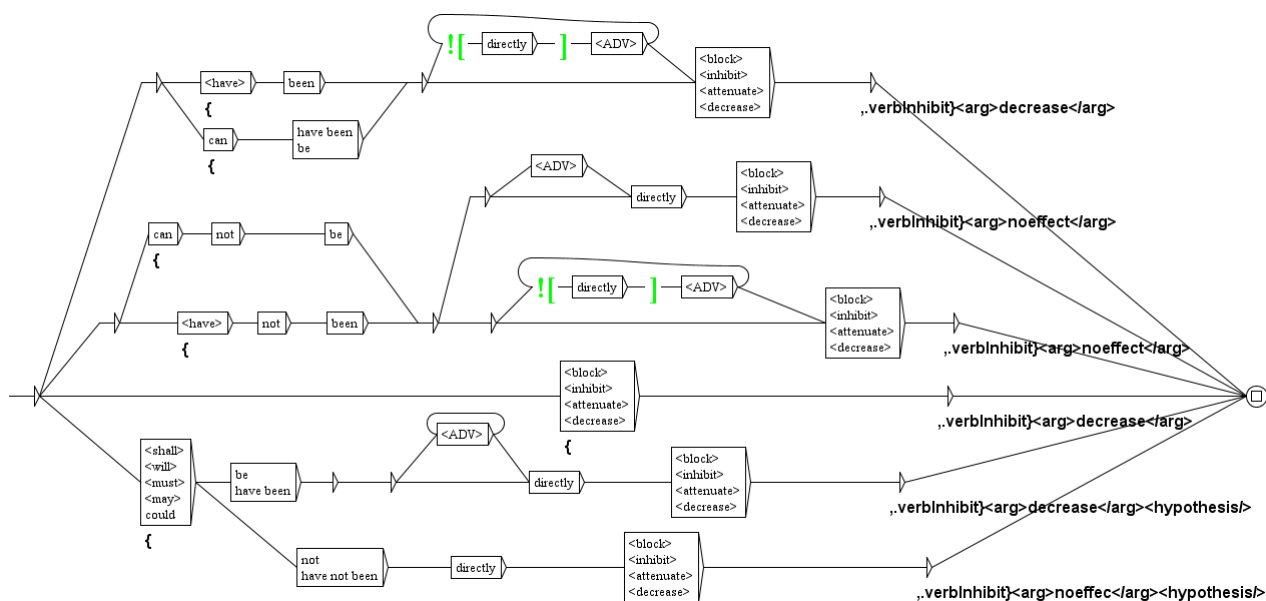 ![ directly ] <ADV>
<have> been
{
can have been
be
{
<block>
<inhibit>
<attenuate>
<decrease>
,.verbInhibit}<arg>decrease</arg>
<ADV>
directly
<block>
<inhibit>
<attenuate>
<decrease>
,.verbInhibit}<arg>noeffect</arg>
can not be
{
<have> not been
{
![ directly ] <ADV>
<block>
<inhibit>
<attenuate>
<decrease>
,.verbInhibit}<arg>noeffect</arg>
<block>
<inhibit>
<attenuate>
<decrease>
{
,.verbInhibit}<arg>decrease</arg>
<shall>
<will>
<must>
<may>
could
{
be
have been
<ADV>
directly
<block>
<inhibit>
<attenuate>
<decrease>
,.verbInhibit}<arg>decrease</arg><hypothesis/>
not
have not been
directly
<block>
<inhibit>
<attenuate>
<decrease>
,.verbInhibit}<arg>noeffec</arg><hypothesis/>